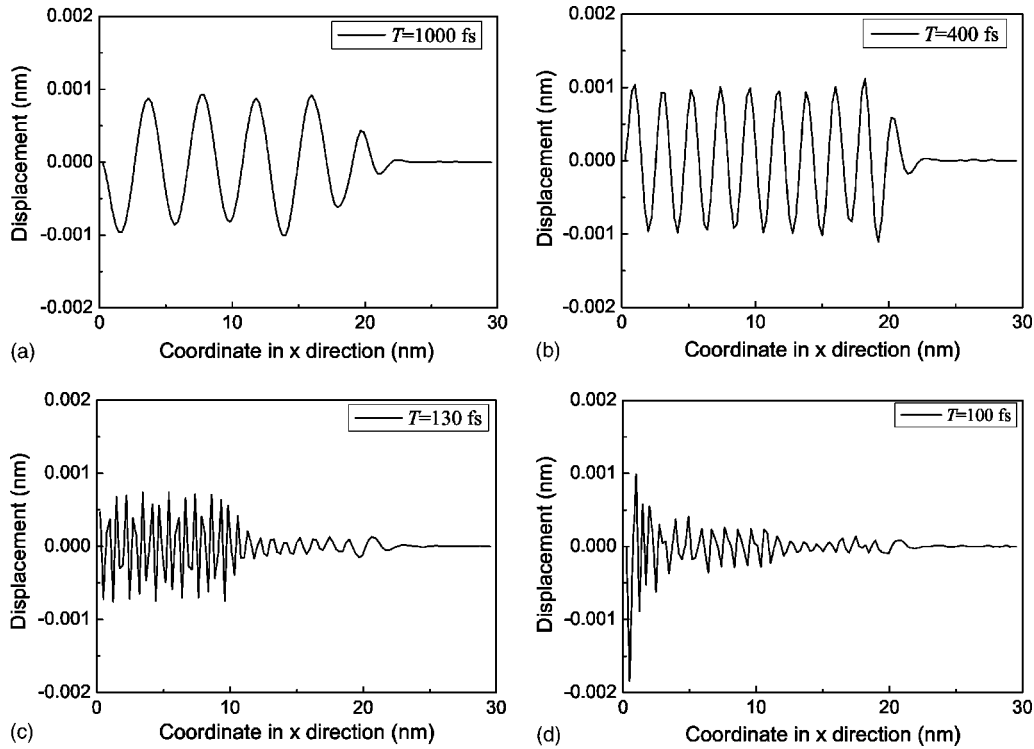 0.002
T=1000 fs
0.001
0.000
-0.001
-0.002
Displacement (nm)
0 10 20 30
Coordinate in x direction (nm)
(a)
0.002
T=400 fs
0.001
0.000
-0.001
-0.002
Displacement (nm)
0 10 20 30
Coordinate in x direction (nm)
(b)
0.002
T=130 fs
0.001
0.000
-0.001
-0.002
Displacement (nm)
0 10 20 30
Coordinate in x direction (nm)
(c)
0.002
T=100 fs
0.001
0.000
-0.001
-0.002
Displacement (nm)
0 10 20 30
Coordinate in x direction (nm)
(d)